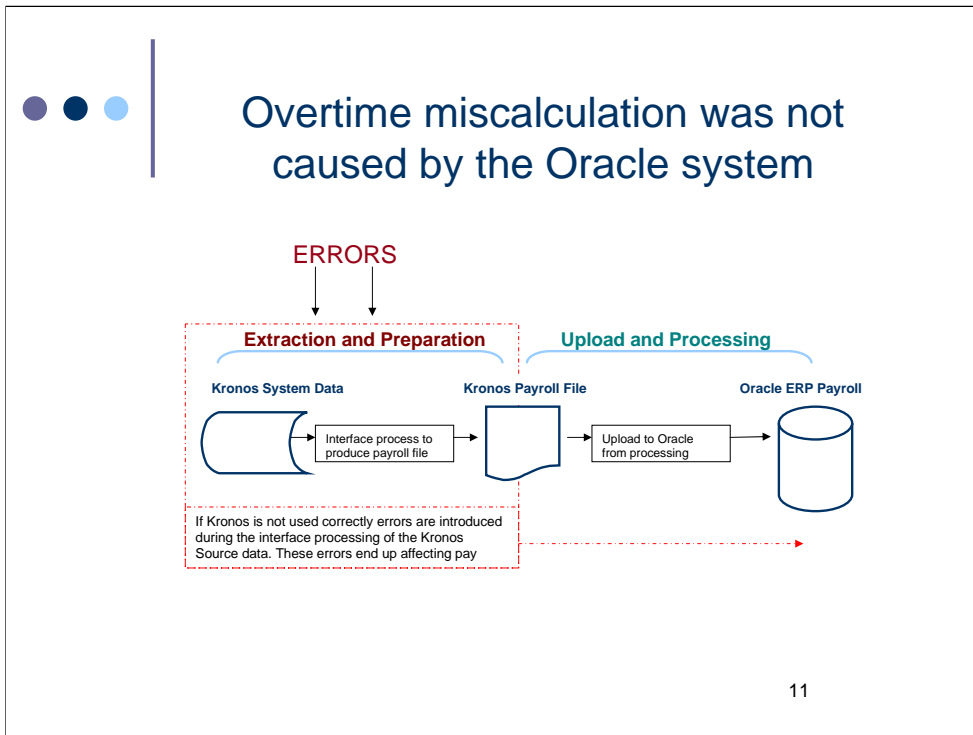 Overtime miscalculation was not
caused by the Oracle system
ERRORS
Extraction and Preparation
Upload and Processing
Kronos System Data
Kronos Payroll File
Oracle ERP Payroll
Interface process to
produce payroll file
Upload to Oracle
from processing
If Kronos is not used correctly errors are introduced
during the interface processing of the Kronos
Source data. These errors end up affecting pay
11